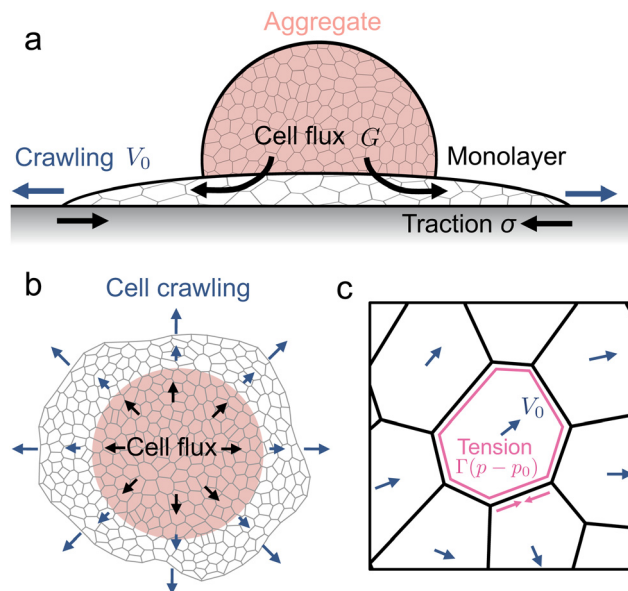 a
Aggregate
Cell flux G
Crawling V₀
Monolayer
Traction σ
b
Cell crawling
Cell flux
c
V₀
Tension
Γ(p − p₀)